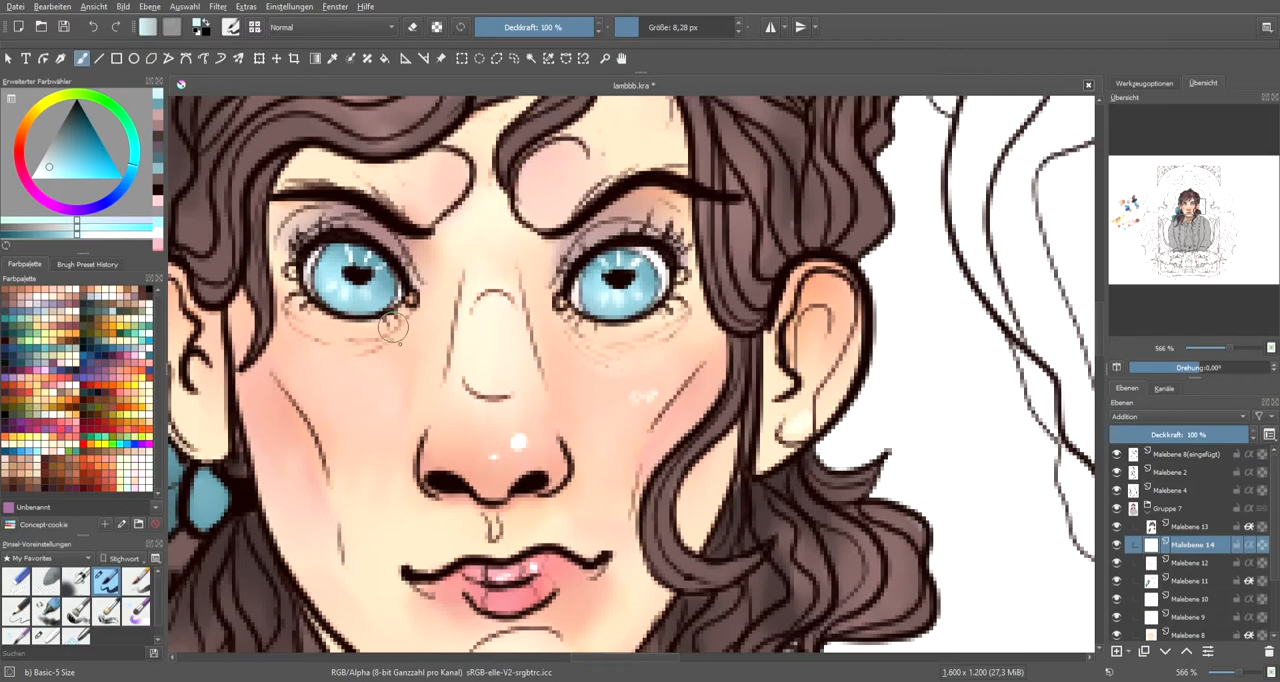 Datei Bearbeiten Ansicht Bild Ebene Auswahl Filter Extras Einstellungen Fenster Hilfe
Normal Deckkraft: 100 % Größe: 8,28 px
Erweiterter Farbwähler
lambbb.kra *
Werkzeugoptionen Übersicht
Übersicht
566 %
Drehung:0,00°
Ebenen Kanäle
Ebenen
Addition
Deckkraft: 100 %
Malebene 8(eingefügt)
Malebene 2
Malebene 4
Gruppe 7
Malebene 13
Malebene 14
Malebene 12
Malebene 11
Malebene 10
Malebene 9
Malebene 8
Farbpalette Brush Preset History
Farbpalette
Unbenannt
Concept-cookie
Pinsel-Voreinstellungen
My Favorites Stichwort
Suchen
b) Basic-5 Size RGB/Alpha (8-bit Ganzzahl pro Kanal) sRGB-elle-V2-srgbtrc.icc 1.600 x 1.200 (27,3 MiB) 566 %